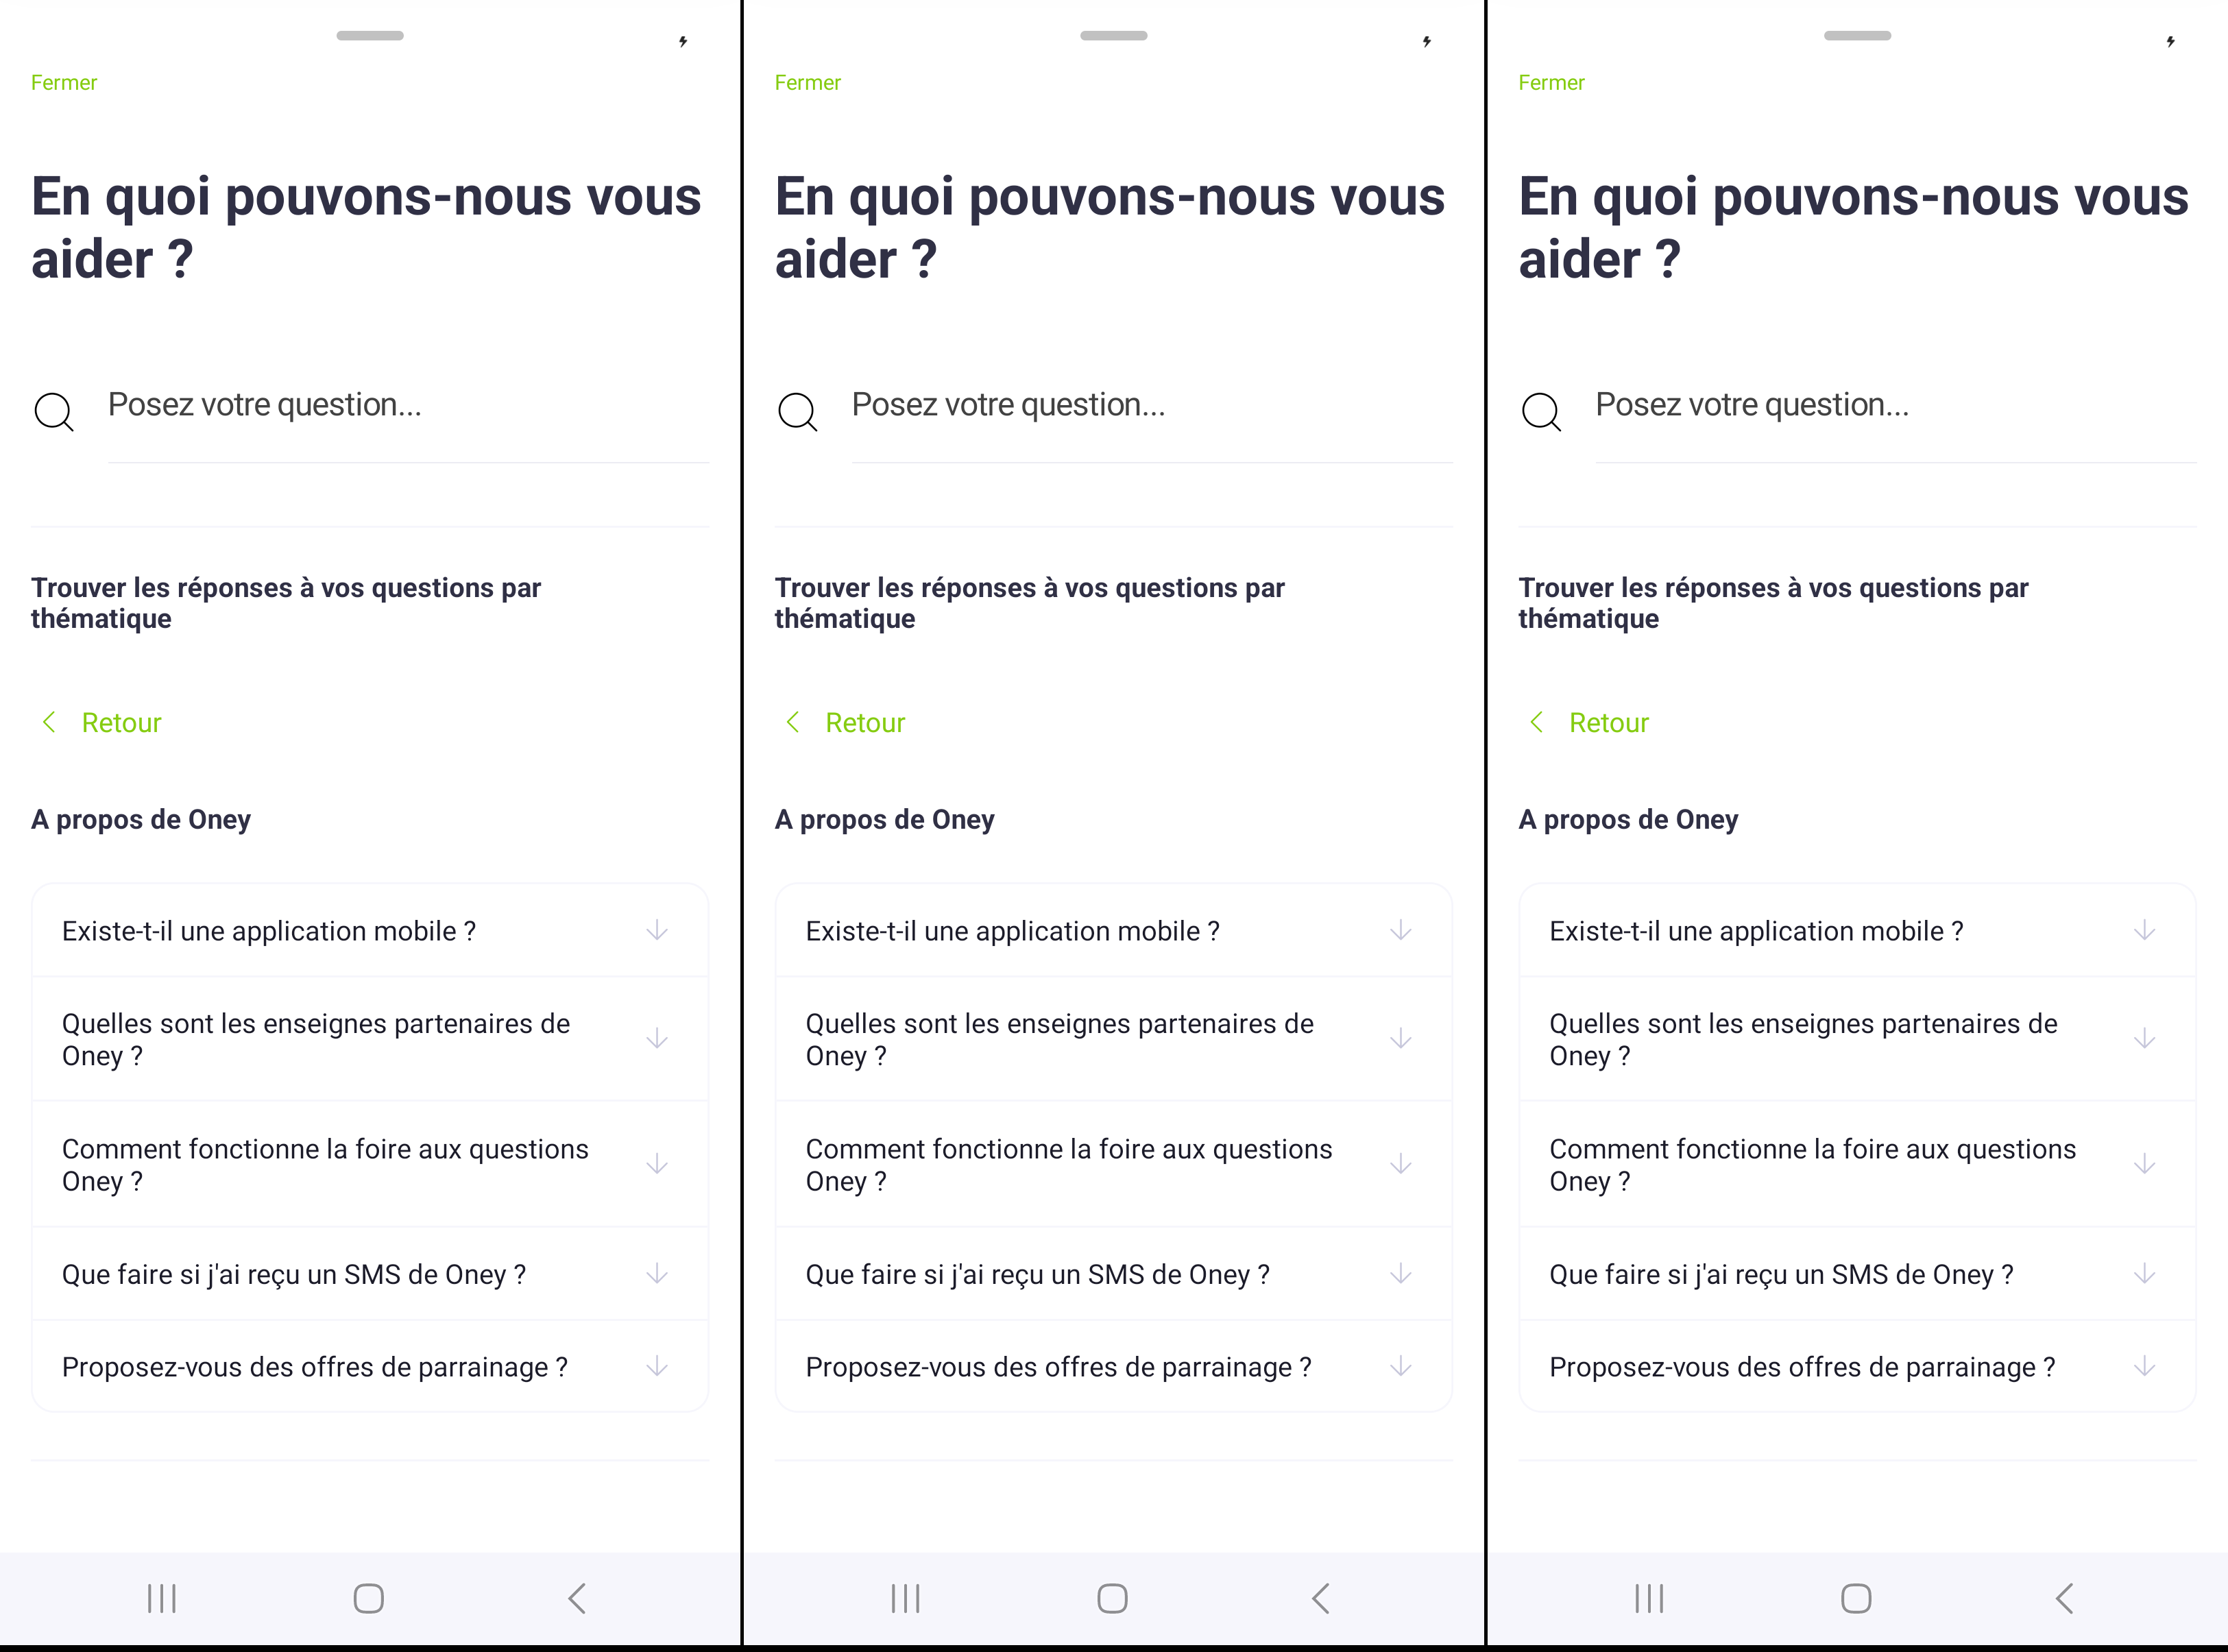 Fermer
En quoi pouvons-nous vous
aider ?
Posez votre question...
Trouver les réponses à vos questions par
thématique
Retour
A propos de Oney
Existe-t-il une application mobile ?
Quelles sont les enseignes partenaires de
Oney ?
Comment fonctionne la foire aux questions
Oney ?
Que faire si j'ai reçu un SMS de Oney ?
Proposez-vous des offres de parrainage ?
Fermer
En quoi pouvons-nous vous
aider ?
Posez votre question...
Trouver les réponses à vos questions par
thématique
Retour
A propos de Oney
Existe-t-il une application mobile ?
Quelles sont les enseignes partenaires de
Oney ?
Comment fonctionne la foire aux questions
Oney ?
Que faire si j'ai reçu un SMS de Oney ?
Proposez-vous des offres de parrainage ?
Fermer
En quoi pouvons-nous vous
aider ?
Posez votre question...
Trouver les réponses à vos questions par
thématique
Retour
A propos de Oney
Existe-t-il une application mobile ?
Quelles sont les enseignes partenaires de
Oney ?
Comment fonctionne la foire aux questions
Oney ?
Que faire si j'ai reçu un SMS de Oney ?
Proposez-vous des offres de parrainage ?